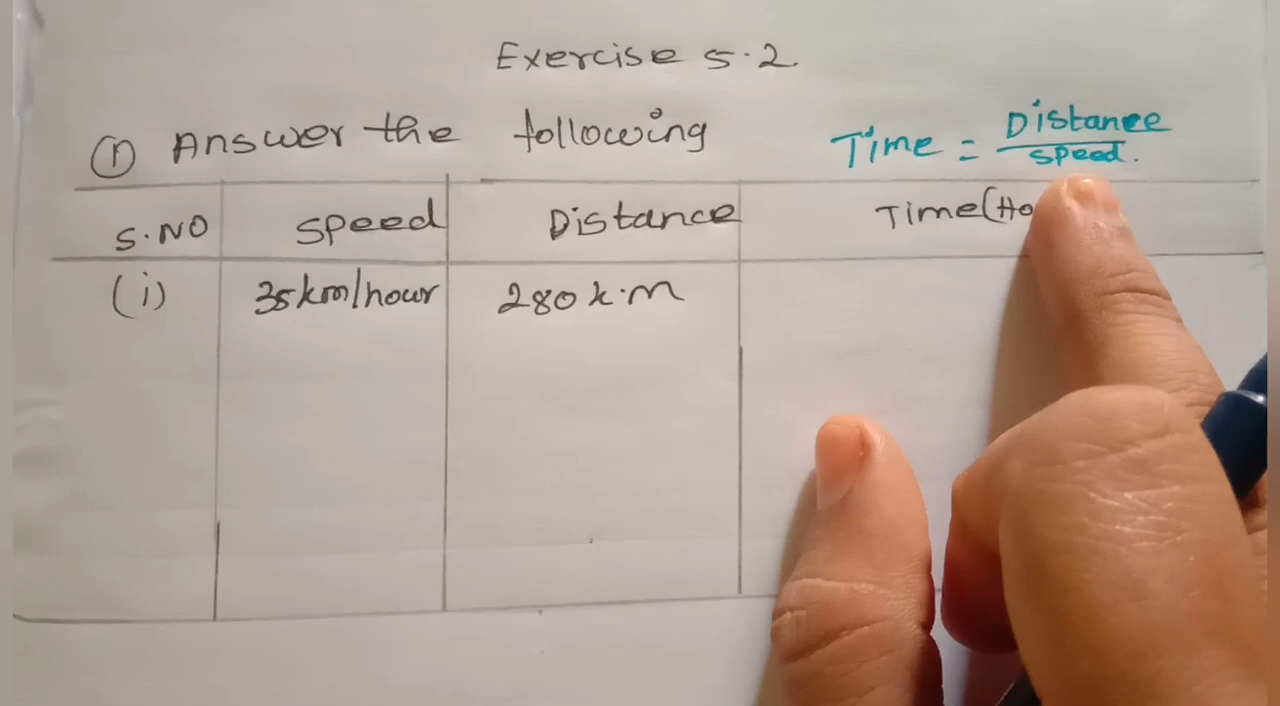 Exercise 5.2.
① Answer the following
Time = Distance / Speed.
S.NO Speed Distance Time(Ho
(i) 35km/hour 280 k.m